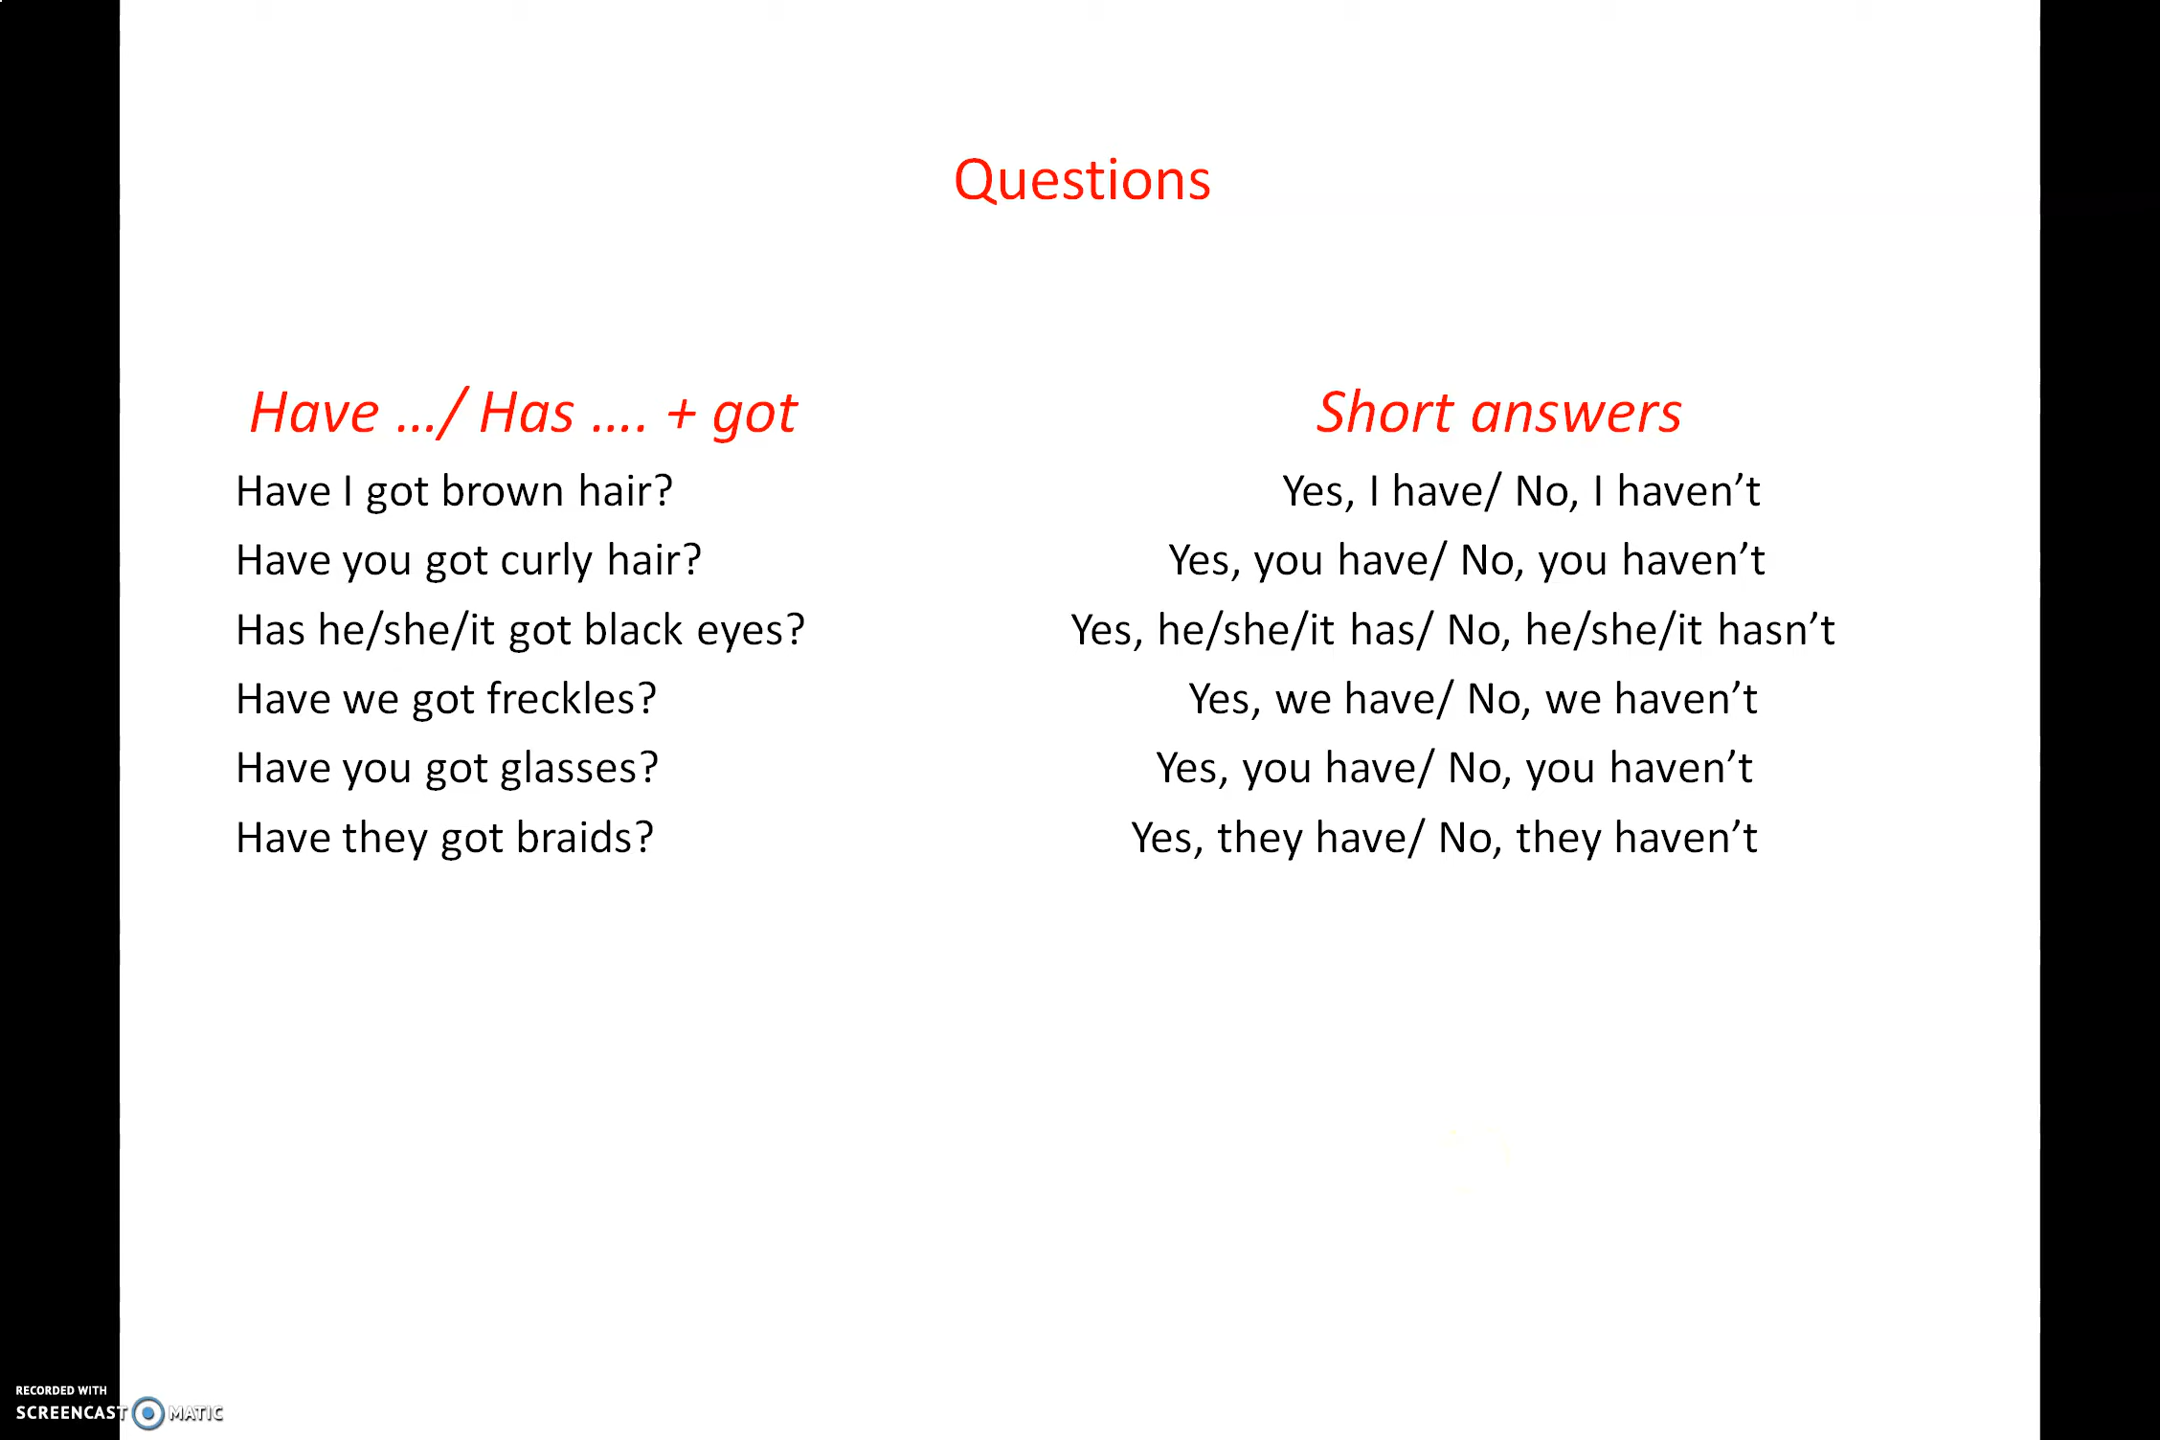 Questions
Have .../ Has .... + got
Short answers
Have I got brown hair?
Yes, I have/ No, I haven’t
Have you got curly hair?
Yes, you have/ No, you haven’t
Has he/she/it got black eyes?
Yes, he/she/it has/ No, he/she/it hasn’t
Have we got freckles?
Yes, we have/ No, we haven’t
Have you got glasses?
Yes, you have/ No, you haven’t
Have they got braids?
Yes, they have/ No, they haven’t
RECORDED WITH
SCREENCAST MATIC